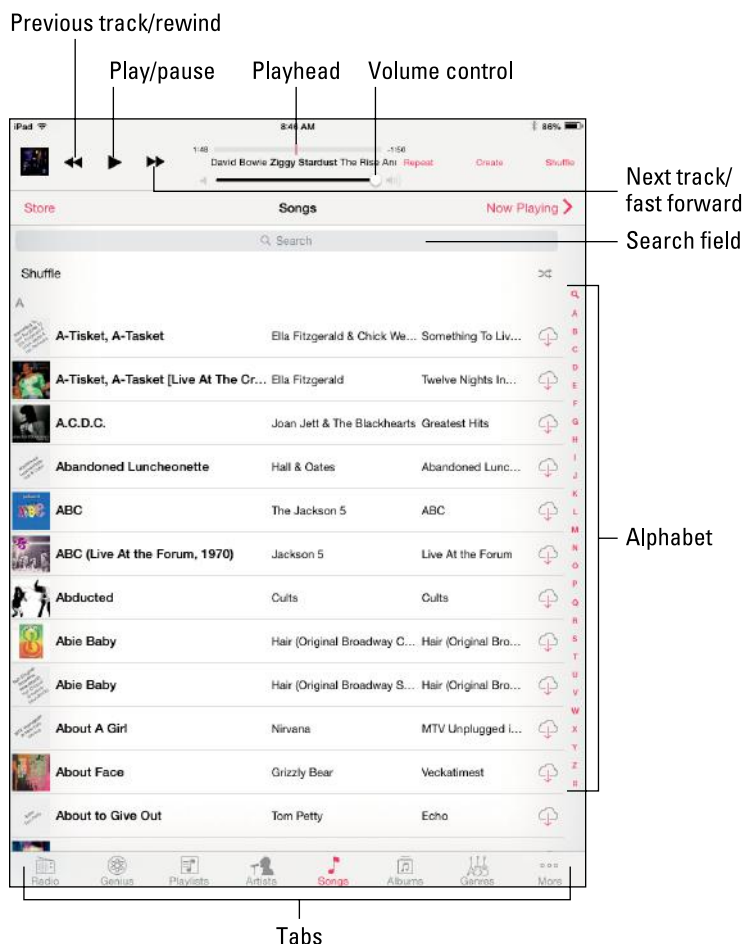 Previous track/rewind
Play/pause Playhead Volume control
iPad 8:46 AM 86%
1:48 -1:56
David Bowie Ziggy Stardust The Rise An Repeat Create Shuffle
Next track/
fast forward
Store Songs Now Playing
Search
Search field
Shuffle
A
A-Tisket, A-Tasket Ella Fitzgerald & Chick We... Something To Liv...
A-Tisket, A-Tasket [Live At The Cr... Ella Fitzgerald Twelve Nights In...
A.C.D.C. Joan Jett & The Blackhearts Greatest Hits
Abandoned Luncheonette Hall & Oates Abandoned Lunc...
ABC The Jackson 5 ABC
ABC (Live At the Forum, 1970) Jackson 5 Live At the Forum
Abducted Cults Cults
Abie Baby Hair (Original Broadway C... Hair (Original Bro...
Abie Baby Hair (Original Broadway S... Hair (Original Bro...
About A Girl Nirvana MTV Unplugged i...
About Face Grizzly Bear Veckatimest
About to Give Out Tom Petty Echo
A
B
C
D
E
F
G
H
I
J
K
L
M
N
O
P
Q
R
S
T
U
V
W
X
Y
Z
#
Alphabet
Radio Genius Playlists Artists Songs Albums Genres More
Tabs